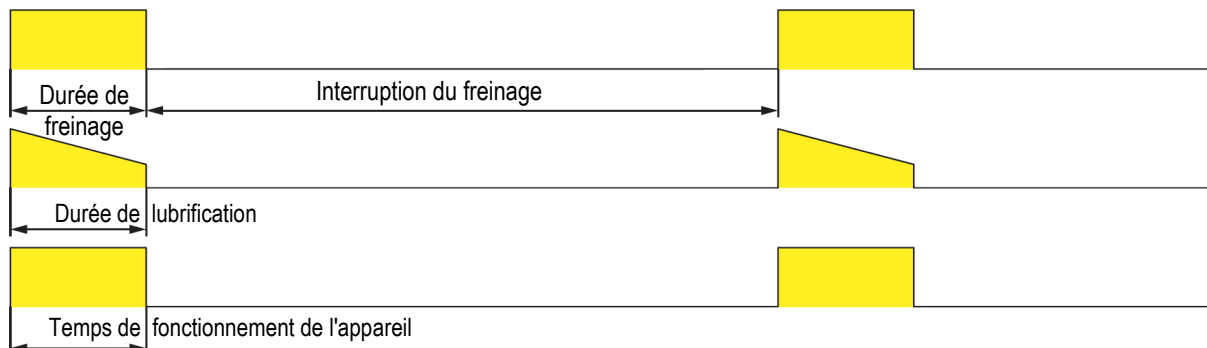 Durée de
freinage
Interruption du freinage
Durée de lubrification
Temps de fonctionnement de l'appareil